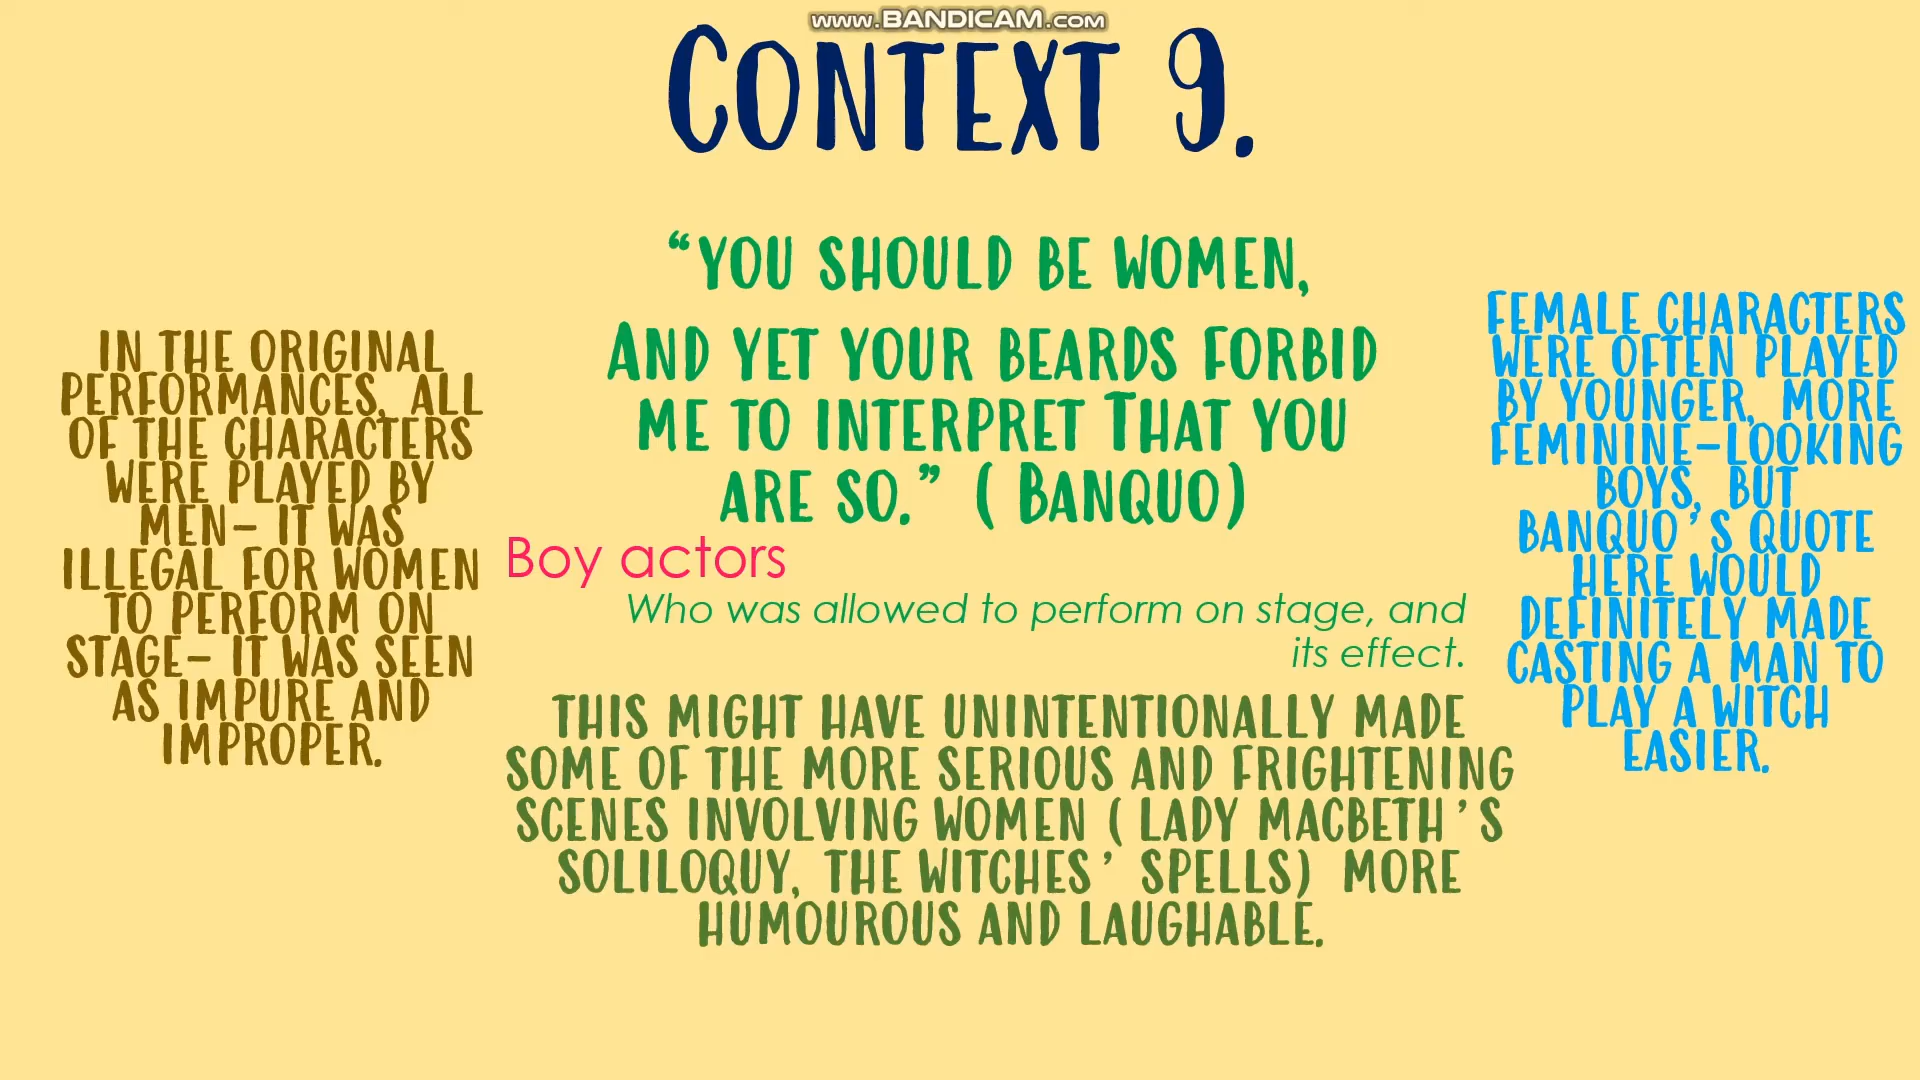 www.BANDICAM.com
CONTEXT 9.
“YOU SHOULD BE WOMEN,
AND YET YOUR BEARDS FORBID
ME TO INTERPRET THAT YOU
ARE SO.” (BANQUO)
IN THE ORIGINAL
PERFORMANCES, ALL
OF THE CHARACTERS
WERE PLAYED BY
MEN- IT WAS
ILLEGAL FOR WOMEN
TO PERFORM ON
STAGE- IT WAS SEEN
AS IMPURE AND
IMPROPER.
Boy actors
Who was allowed to perform on stage, and
its effect.
THIS MIGHT HAVE UNINTENTIONALLY MADE
SOME OF THE MORE SERIOUS AND FRIGHTENING
SCENES INVOLVING WOMEN (LADY MACBETH’S
SOLILOQUY, THE WITCHES’ SPELLS) MORE
HUMOUROUS AND LAUGHABLE.
FEMALE CHARACTERS
WERE OFTEN PLAYED
BY YOUNGER, MORE
FEMININE-LOOKING
BOYS, BUT
BANQUO’S QUOTE
HERE WOULD
DEFINITELY MADE
CASTING A MAN TO
PLAY A WITCH
EASIER.